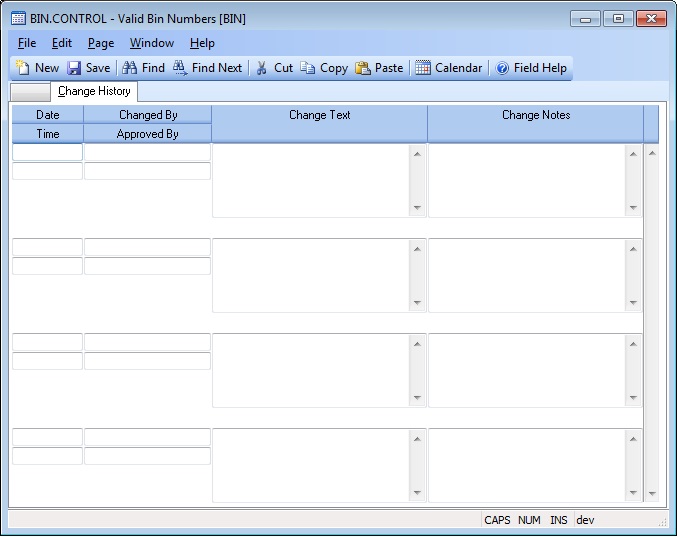 BIN.CONTROL - Valid Bin Numbers [BIN]
File Edit Page Window Help
New Save Find Find Next Cut Copy Paste Calendar Field Help
Change History
Date Changed By Change Text Change Notes
Time Approved By
CAPS NUM INS dev